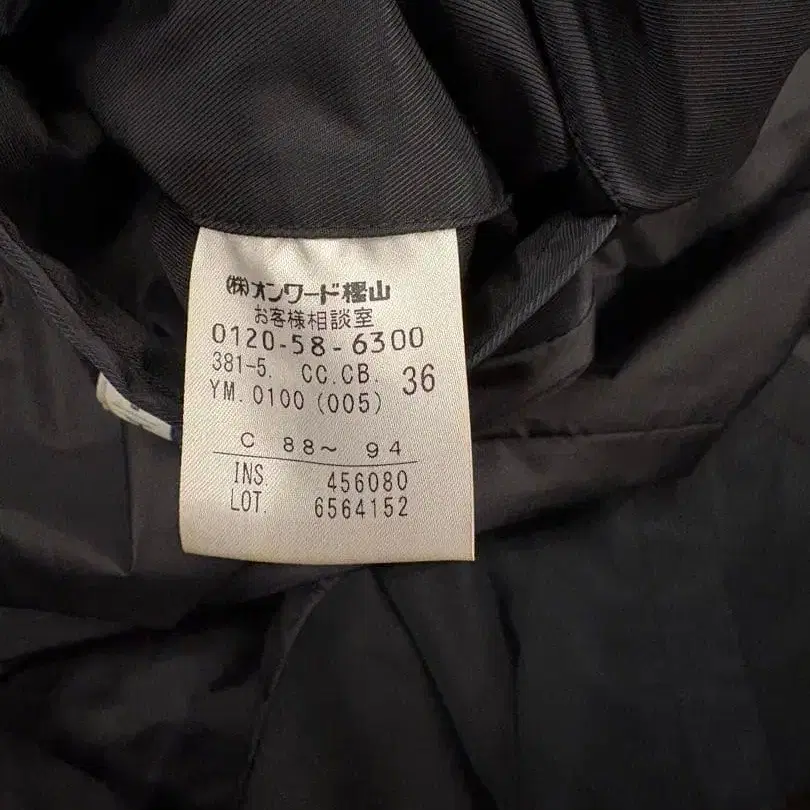 ㈱オンワード樫山
お客様相談室
0120-58-6300
381-5. CC.CB. 36
YM.0100 (005)
C 88～ 94
INS. 456080
LOT. 6564152